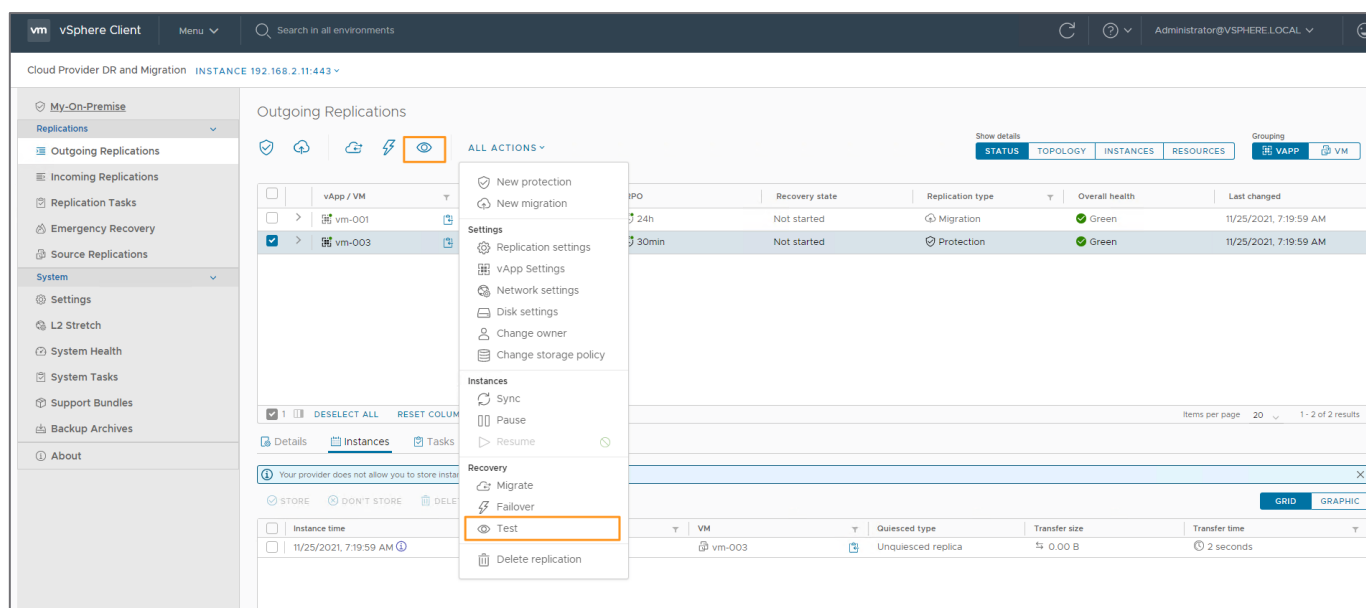 vm vSphere Client Menu Search in all environments Administrator@VSPHERE.LOCAL
Cloud Provider DR and Migration INSTANCE 192.168.2.11:443
My-On-Premise
Replications
Outgoing Replications
Incoming Replications
Replication Tasks
Emergency Recovery
Source Replications
System
Settings
L2 Stretch
System Health
System Tasks
Support Bundles
Backup Archives
About
Outgoing Replications
ALL ACTIONS
Show details
STATUS TOPOLOGY INSTANCES RESOURCES
Grouping
VAPP VM
vApp / VM RPO Recovery state Replication type Overall health Last changed
vm-001 24h Not started Migration Green 11/25/2021, 7:19:59 AM
vm-003 30min Not started Protection Green 11/25/2021, 7:19:59 AM
New protection
New migration
Settings
Replication settings
vApp Settings
Network settings
Disk settings
Change owner
Change storage policy
Instances
Sync
Pause
Resume
Recovery
Migrate
Failover
Test
Delete replication
1 DESELECT ALL RESET COLUM Items per page 20 1 - 2 of 2 results
Details Instances Tasks
Your provider does not allow you to store instan
STORE DON'T STORE DELE GRID GRAPHIC
Instance time VM Quiesced type Transfer size Transfer time
11/25/2021, 7:19:59 AM vm-003 Unquiesced replica 0.00 B 2 seconds